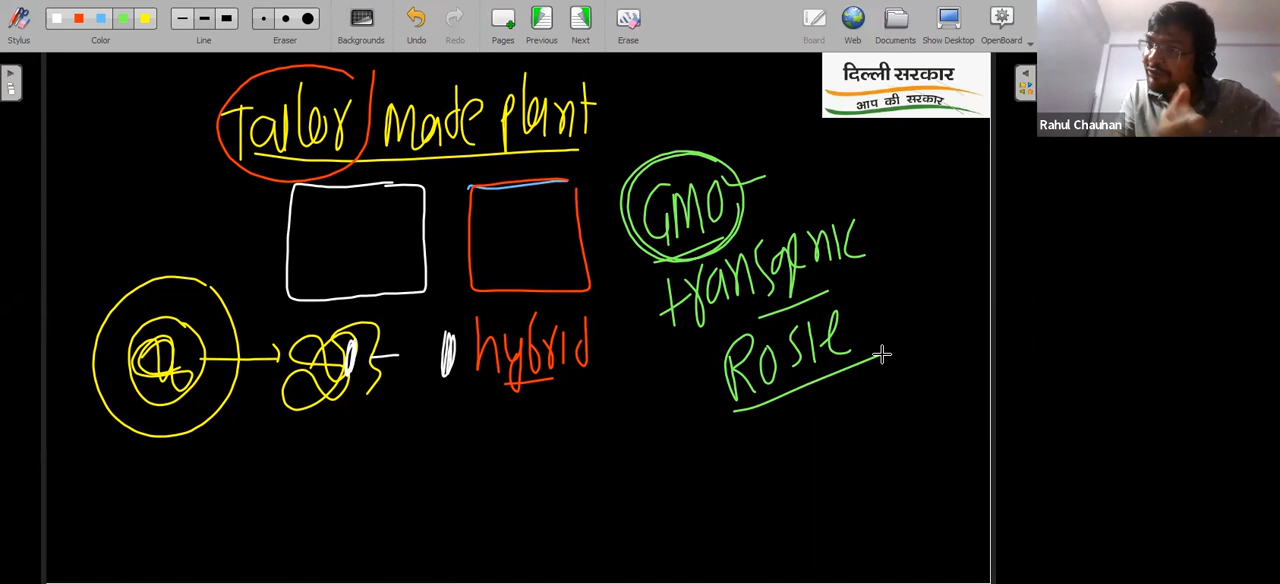 Stylus
Color
Line
Eraser
Backgrounds
Undo
Redo
Pages
Previous
Next
Erase
Board
Web
Documents
Show Desktop
OpenBoard
Rahul Chauhan
दिल्ली सरकार
आप की सरकार
Tailor Made plant
GMO
transgenic
Rosie
hybrid